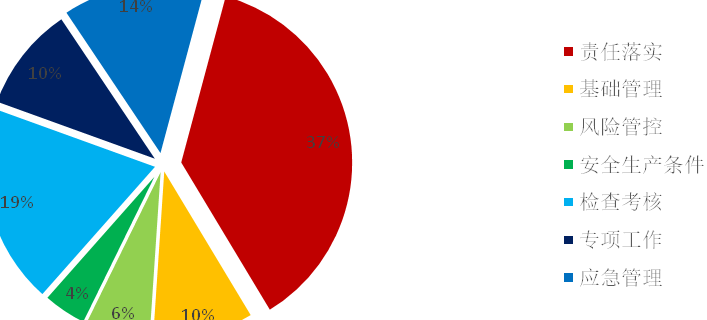 14%
10%
37%
19%
4%
6%
10%
责任落实
基础管理
风险管控
安全生产条件
检查考核
专项工作
应急管理